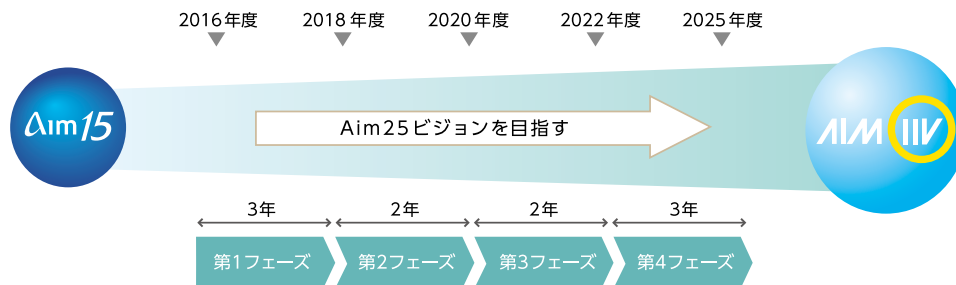 2016年度 2018年度 2020年度 2022年度 2025年度
Aim15
Aim25ビジョンを目指す
AIM IIV
3年 2年 2年 3年
第1フェーズ 第2フェーズ 第3フェーズ 第4フェーズ